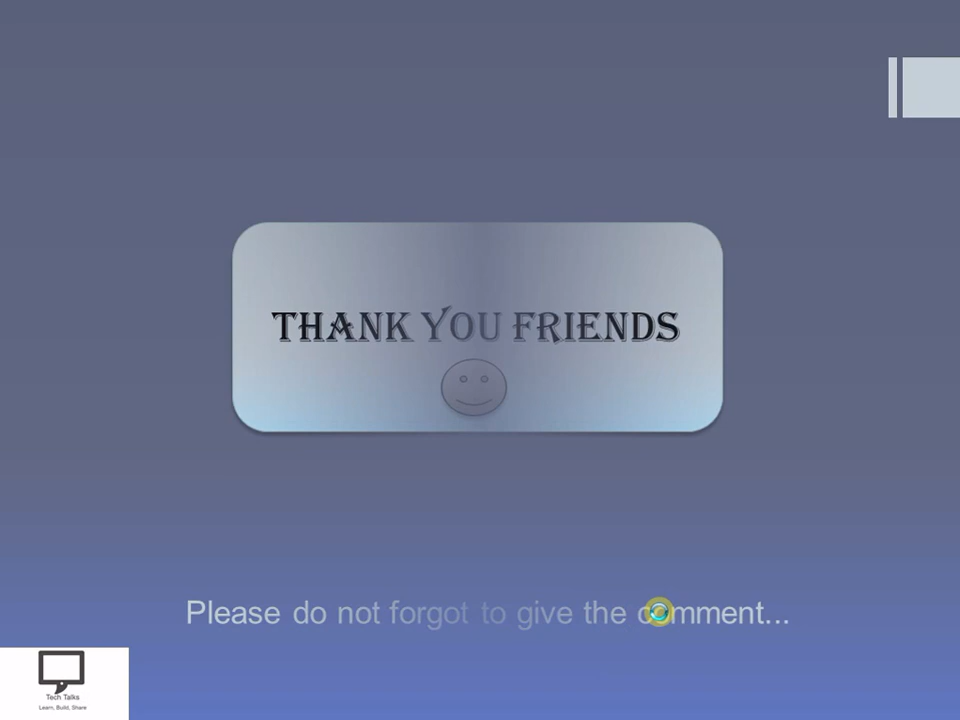 THANK YOU FRIENDS
Please do not forgot to give the comment...
Tech Talks
Learn, Build, Share